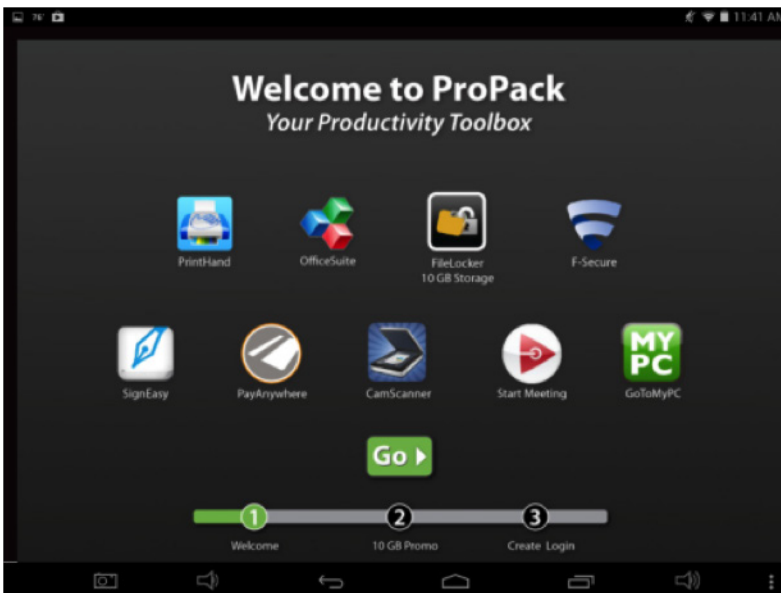 76°
11:41 AM
Welcome to ProPack
Your Productivity Toolbox
PrintHand
OfficeSuite
FileLocker
10 GB Storage
F-Secure
SignEasy
PayAnywhere
CamScanner
Start Meeting
MY
PC
GoToMyPC
Go
1
2
3
Welcome
10 GB Promo
Create Login